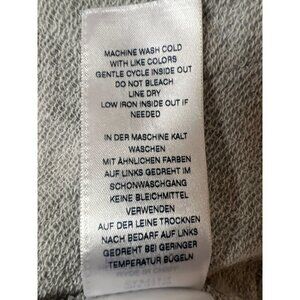 MACHINE WASH COLD
WITH LIKE COLORS
GENTLE CYCLE INSIDE OUT
DO NOT BLEACH
LINE DRY
LOW IRON INSIDE OUT IF
NEEDED
IN DER MASCHINE KALT
WASCHEN
MIT ÄHNLICHEN FARBEN
AUF LINKS GEDREHT IM
SCHONWASCHGANG
KEINE BLEICHMITTEL
VERWENDEN
AUF DER LEINE TROCKNEN
NACH BEDARF AUF LINKS
GEDREHT BEI GERINGER
TEMPERATUR BÜGELN